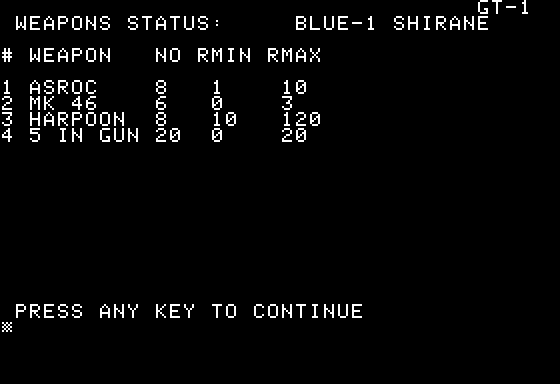 GT-1
WEAPONS STATUS: BLUE-1 SHIRANE
# WEAPON NO RMIN RMAX
1 ASROC 8 1 10
2 MK 46 6 0 3
3 HARPOON 8 10 120
4 5 IN GUN 20 0 20
PRESS ANY KEY TO CONTINUE